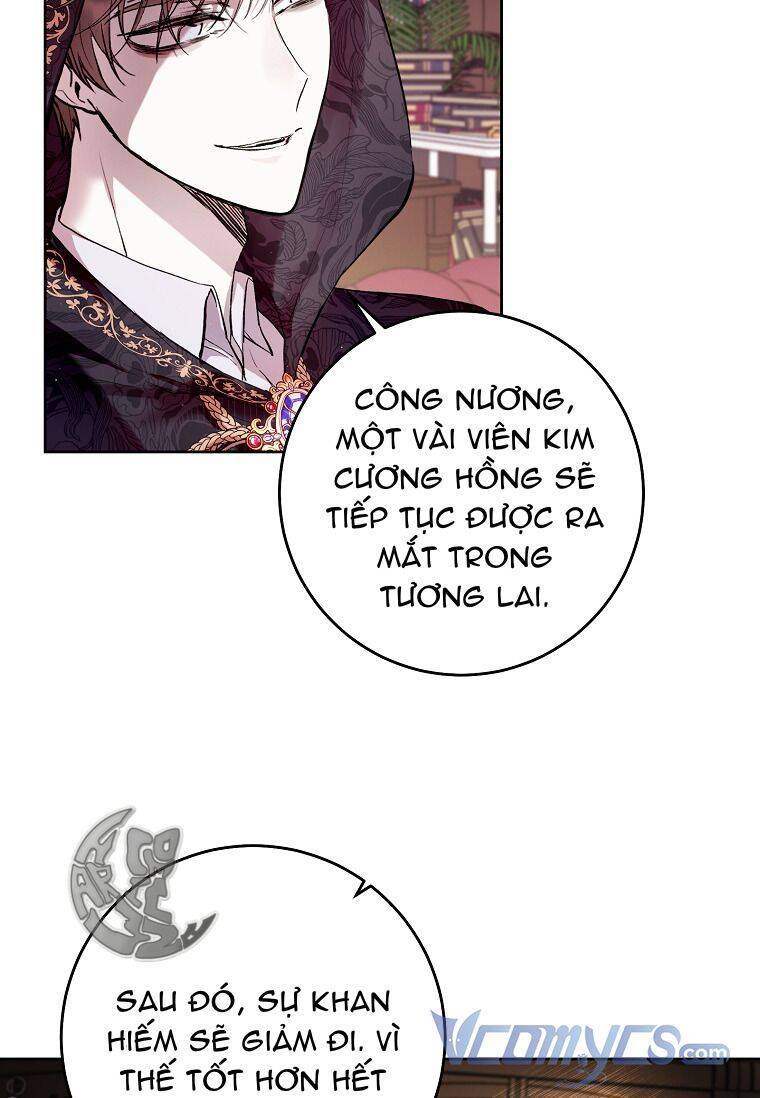 CÔNG NƯƠNG,
MỘT VÀI VIÊN KIM
CƯƠNG HỒNG SẼ
TIẾP TỤC ĐƯỢC RA
MẮT TRONG
TƯƠNG LAI.
SAU ĐÓ, SỰ KHAN
HIẾM SẼ GIẢM ĐI. VÌ
THẾ TỐT HƠN HẾT
VCOMYCS.com